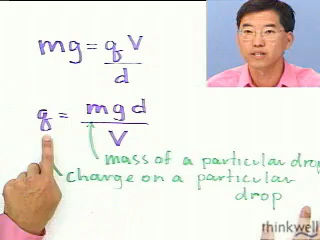 mg = qV
d
q = mgd
V
mass of a particular drop
charge on a particular
drop
thinkwell